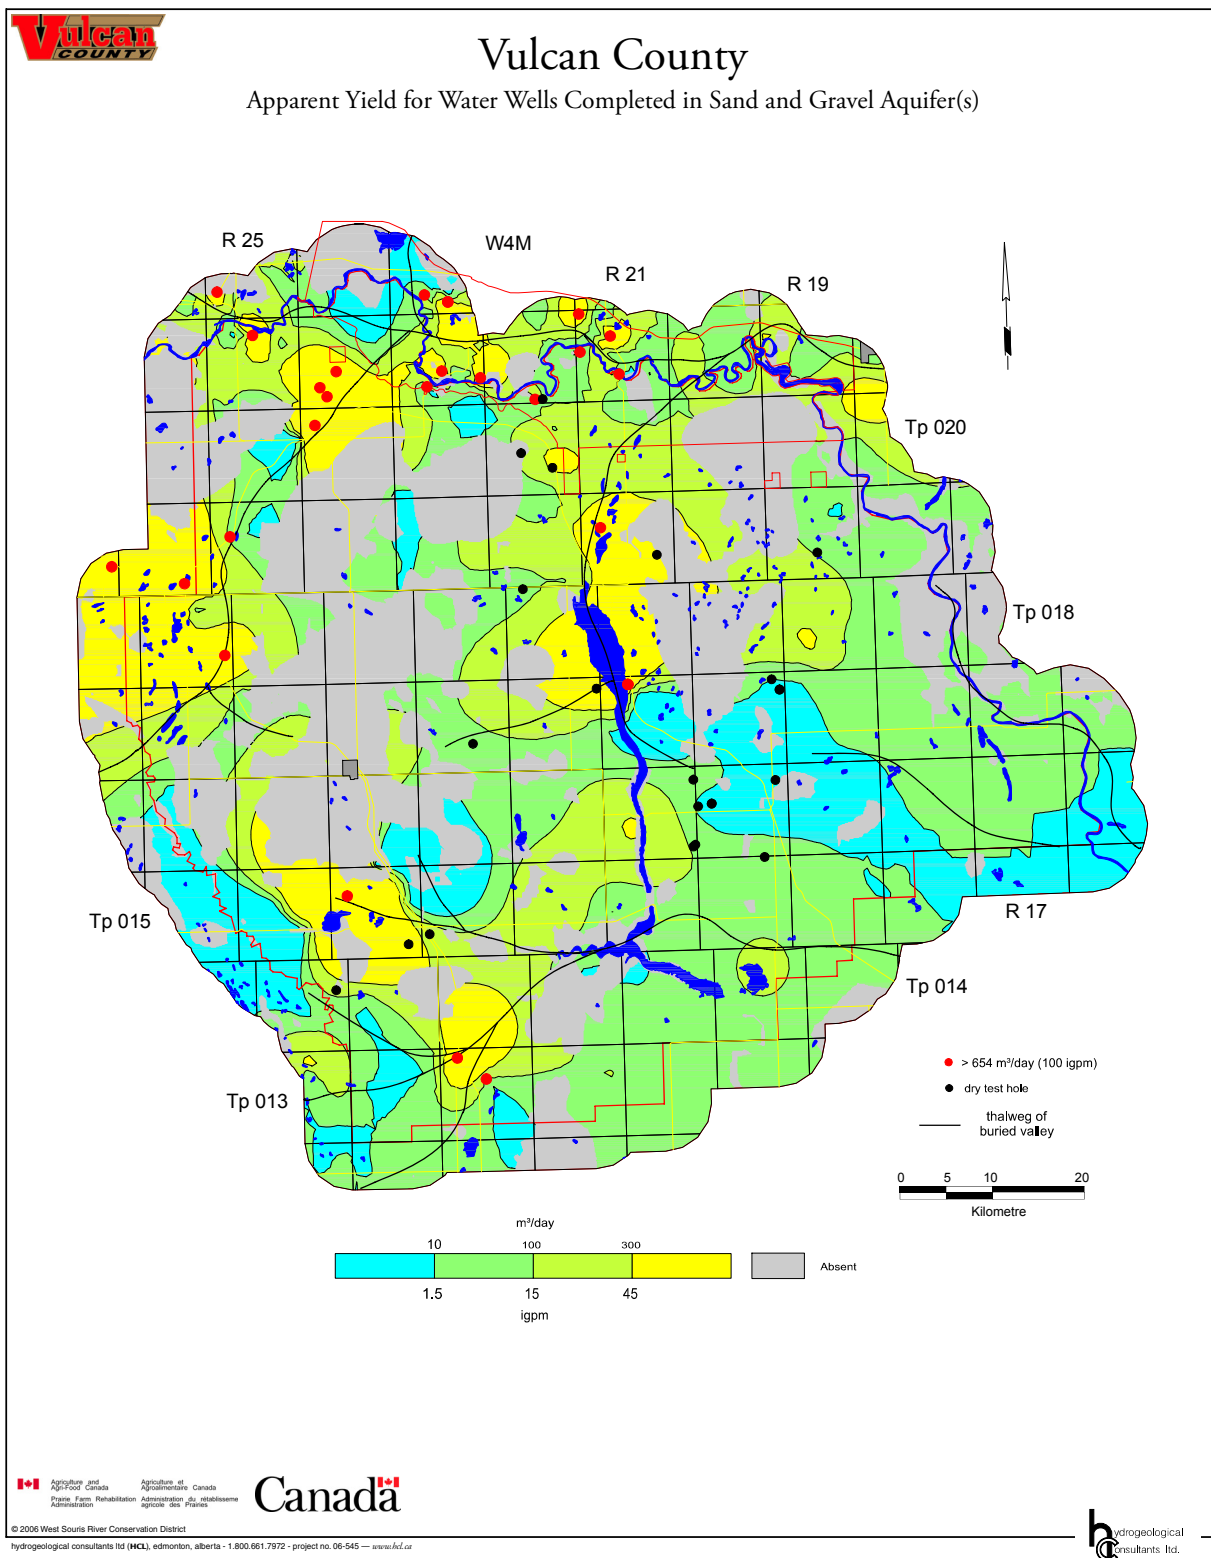 Vulcan
COUNTY
Vulcan County
Apparent Yield for Water Wells Completed in Sand and Gravel Aquifer(s)
R 25
W4M
R 21
R 19
Tp 020
Tp 018
Tp 015
R 17
Tp 014
Tp 013
> 654 m³/day (100 igpm)
dry test hole
thalweg of
buried valley
0 5 10 20
Kilometre
m³/day
10 100 300
Absent
1.5 15 45
igpm
Agriculture and Agriculture et
Agri-Food Canada Agroalimentaire Canada
Prairie Farm Rehabilitation Administration du rétablisseme
Administration agricole des Prairies
Canada
© 2006 West Souris River Conservation District
hydrogeological consultants ltd (HCL), edmonton, alberta - 1.800.661.7972 - project no. 06-545 — www.hcl.ca
hydrogeological
Consultants ltd.